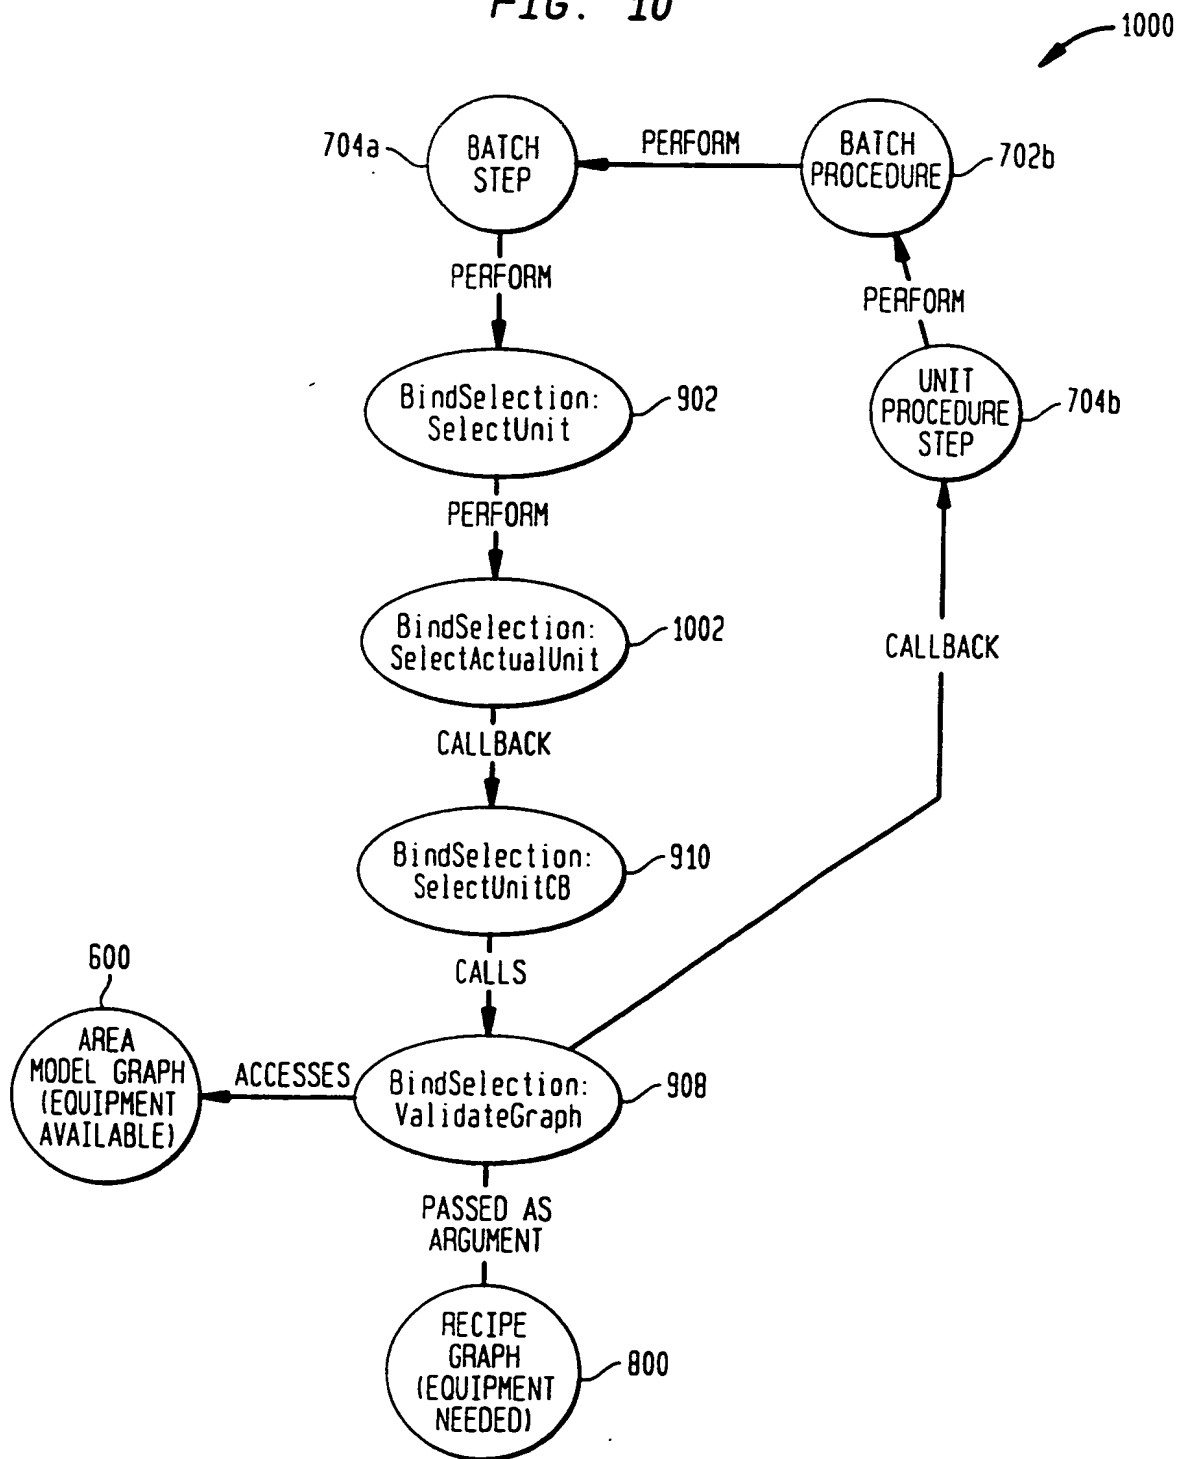 FIG. 10
1000
704a
BATCH
STEP
PERFORM
BATCH
PROCEDURE
702b
PERFORM
PERFORM
BindSelection:
SelectUnit
902
UNIT
PROCEDURE
STEP
704b
PERFORM
BindSelection:
SelectActualUnit
1002
CALLBACK
CALLBACK
BindSelection:
SelectUnitCB
910
CALLS
600
AREA
MODEL GRAPH
(EQUIPMENT
AVAILABLE)
ACCESSES
BindSelection:
ValidateGraph
908
PASSED AS
ARGUMENT
RECIPE
GRAPH
(EQUIPMENT
NEEDED)
800